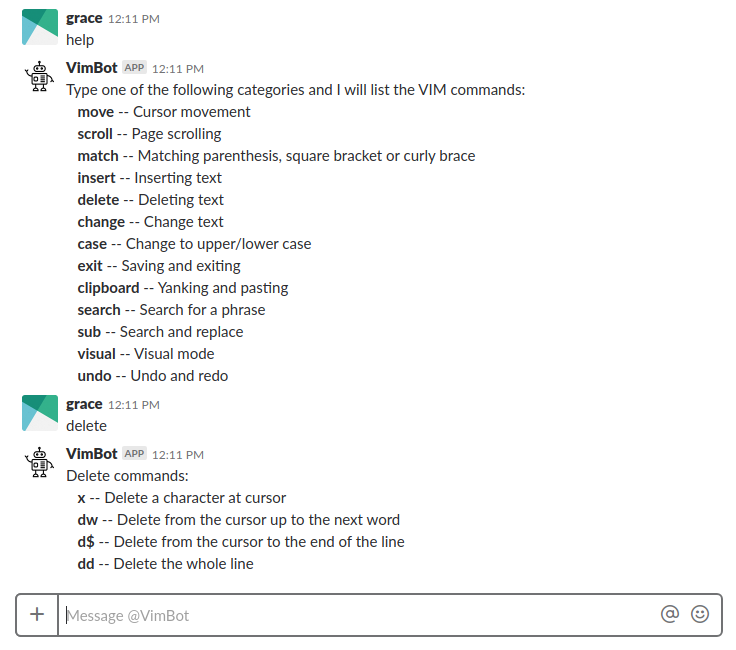 grace 12:11 PM
help
VimBot APP 12:11 PM
Type one of the following categories and I will list the VIM commands:
move -- Cursor movement
scroll -- Page scrolling
match -- Matching parenthesis, square bracket or curly brace
insert -- Inserting text
delete -- Deleting text
change -- Change text
case -- Change to upper/lower case
exit -- Saving and exiting
clipboard -- Yanking and pasting
search -- Search for a phrase
sub -- Search and replace
visual -- Visual mode
undo -- Undo and redo
grace 12:11 PM
delete
VimBot APP 12:11 PM
Delete commands:
x -- Delete a character at cursor
dw -- Delete from the cursor up to the next word
d$ -- Delete from the cursor to the end of the line
dd -- Delete the whole line
+ Message @VimBot @